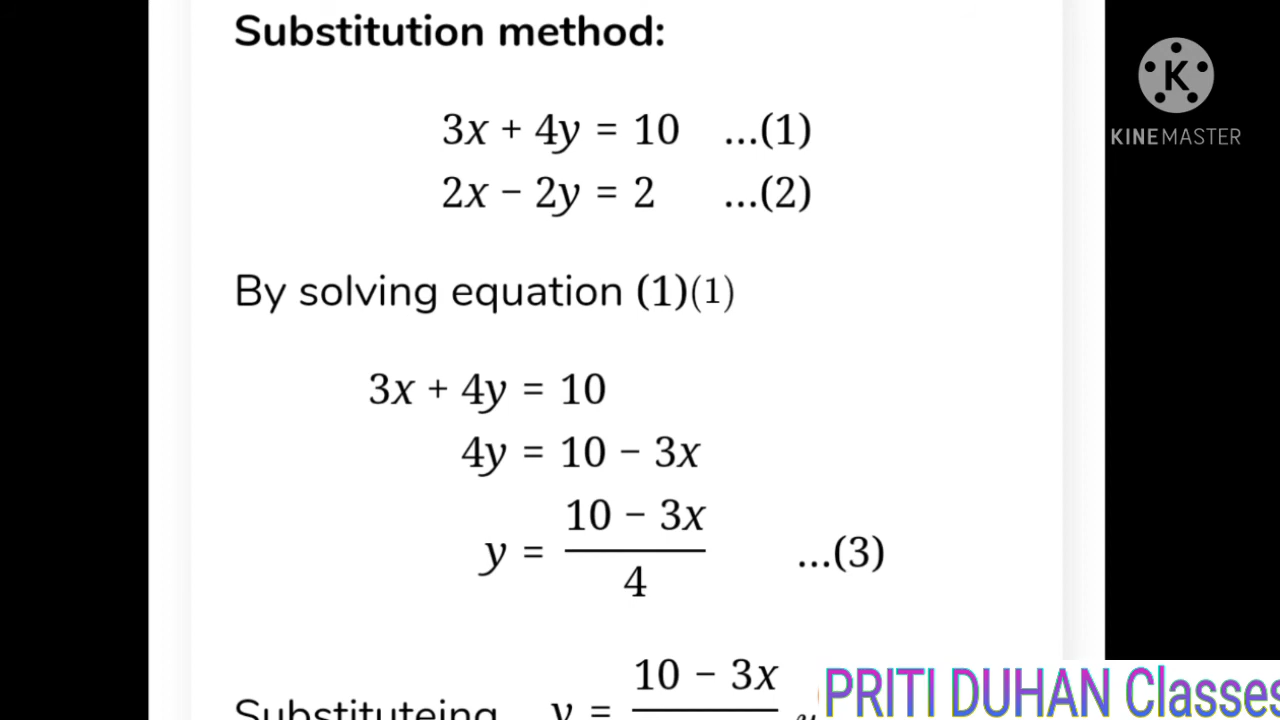 Substitution method:
3x + 4y = 10 ...(1)
2x − 2y = 2 ...(2)
By solving equation (1)(1)
3x + 4y = 10
4y = 10 − 3x
y = (10 − 3x)/4 ...(3)
Substituteing y = 10 − 3x
K
KINEMASTER
PRITI DUHAN Classes